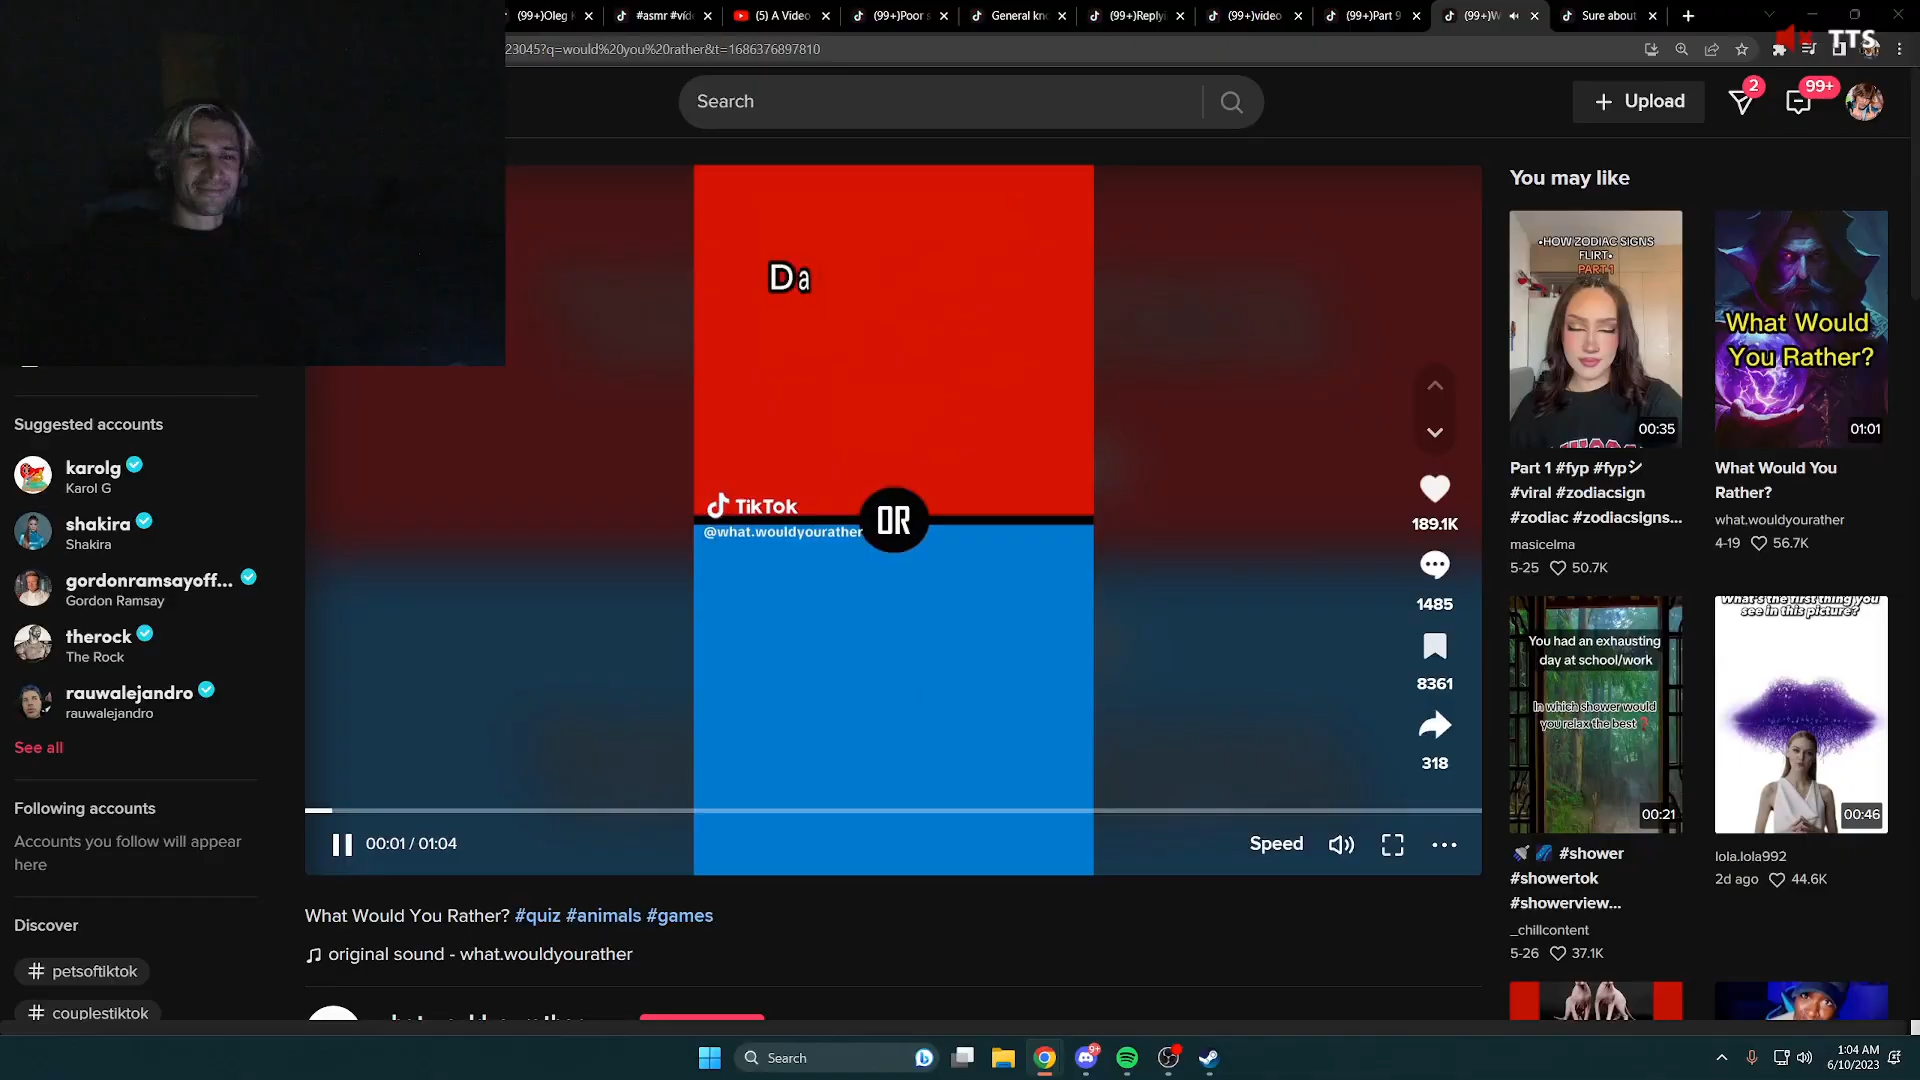 (99+)Oleg
#asmr #vid
(5) A Video
(99+)Poor s
General kn
(99+)Replyi
(99+)video
(99+)Part 9
(99+)W
Sure about
23045?q=would%20you%20rather&t=1686376897810
TTS
Search
Upload
2
99+
Da
OR
TikTok
@what.wouldyourather
189.1K
1485
8361
318
00:01 / 01:04
Speed
What Would You Rather? #quiz #animals #games
original sound - what.wouldyourather
Suggested accounts
karolg
Karol G
shakira
Shakira
gordonramsayoff...
Gordon Ramsay
therock
The Rock
rauwalejandro
rauwalejandro
See all
Following accounts
Accounts you follow will appear
here
Discover
# petsoftiktok
# couplestiktok
You may like
•HOW ZODIAC SIGNS
FLIRT•
PART 1
00:35
Part 1 #fyp #fypシ
#viral #zodiacsign
#zodiac #zodiacsigns...
masicelma
5-25 50.7K
What Would
You Rather?
01:01
What Would You
Rather?
what.wouldyourather
4-19 56.7K
You had an exhausting
day at school/work
In which shower would
you relax the best?
00:21
#shower
#showertok
#showerview...
_chillcontent
5-26 37.1K
What's the first thing you
see in this picture?
00:46
lola.lola992
2d ago 44.6K
Search
9+
1:04 AM
6/10/2023